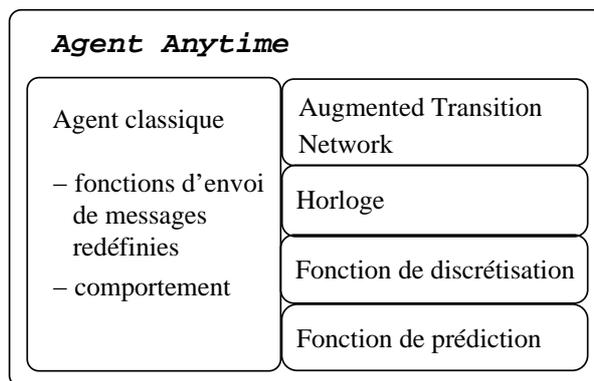 Agent Anytime
Agent classique
– fonctions d'envoi
de messages
redéfinies
– comportement
Augmented Transition
Network
Horloge
Fonction de discrétisation
Fonction de prédiction